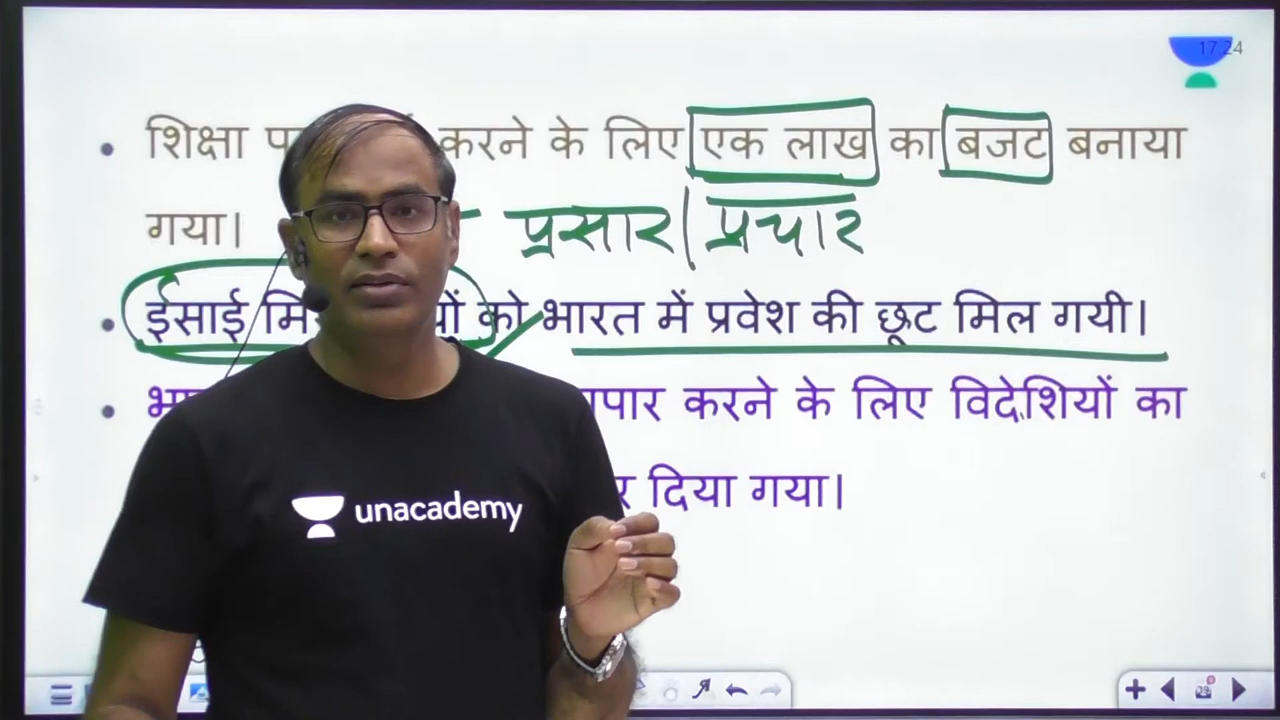 17:24
शिक्षा करने के लिए एक लाख का बजट बनाया
गया।
प्रसार | प्रचार
ईसाई को भारत में प्रवेश की छूट मिल गयी।
करने के लिए विदेशियों का
दिया गया।
unacademy